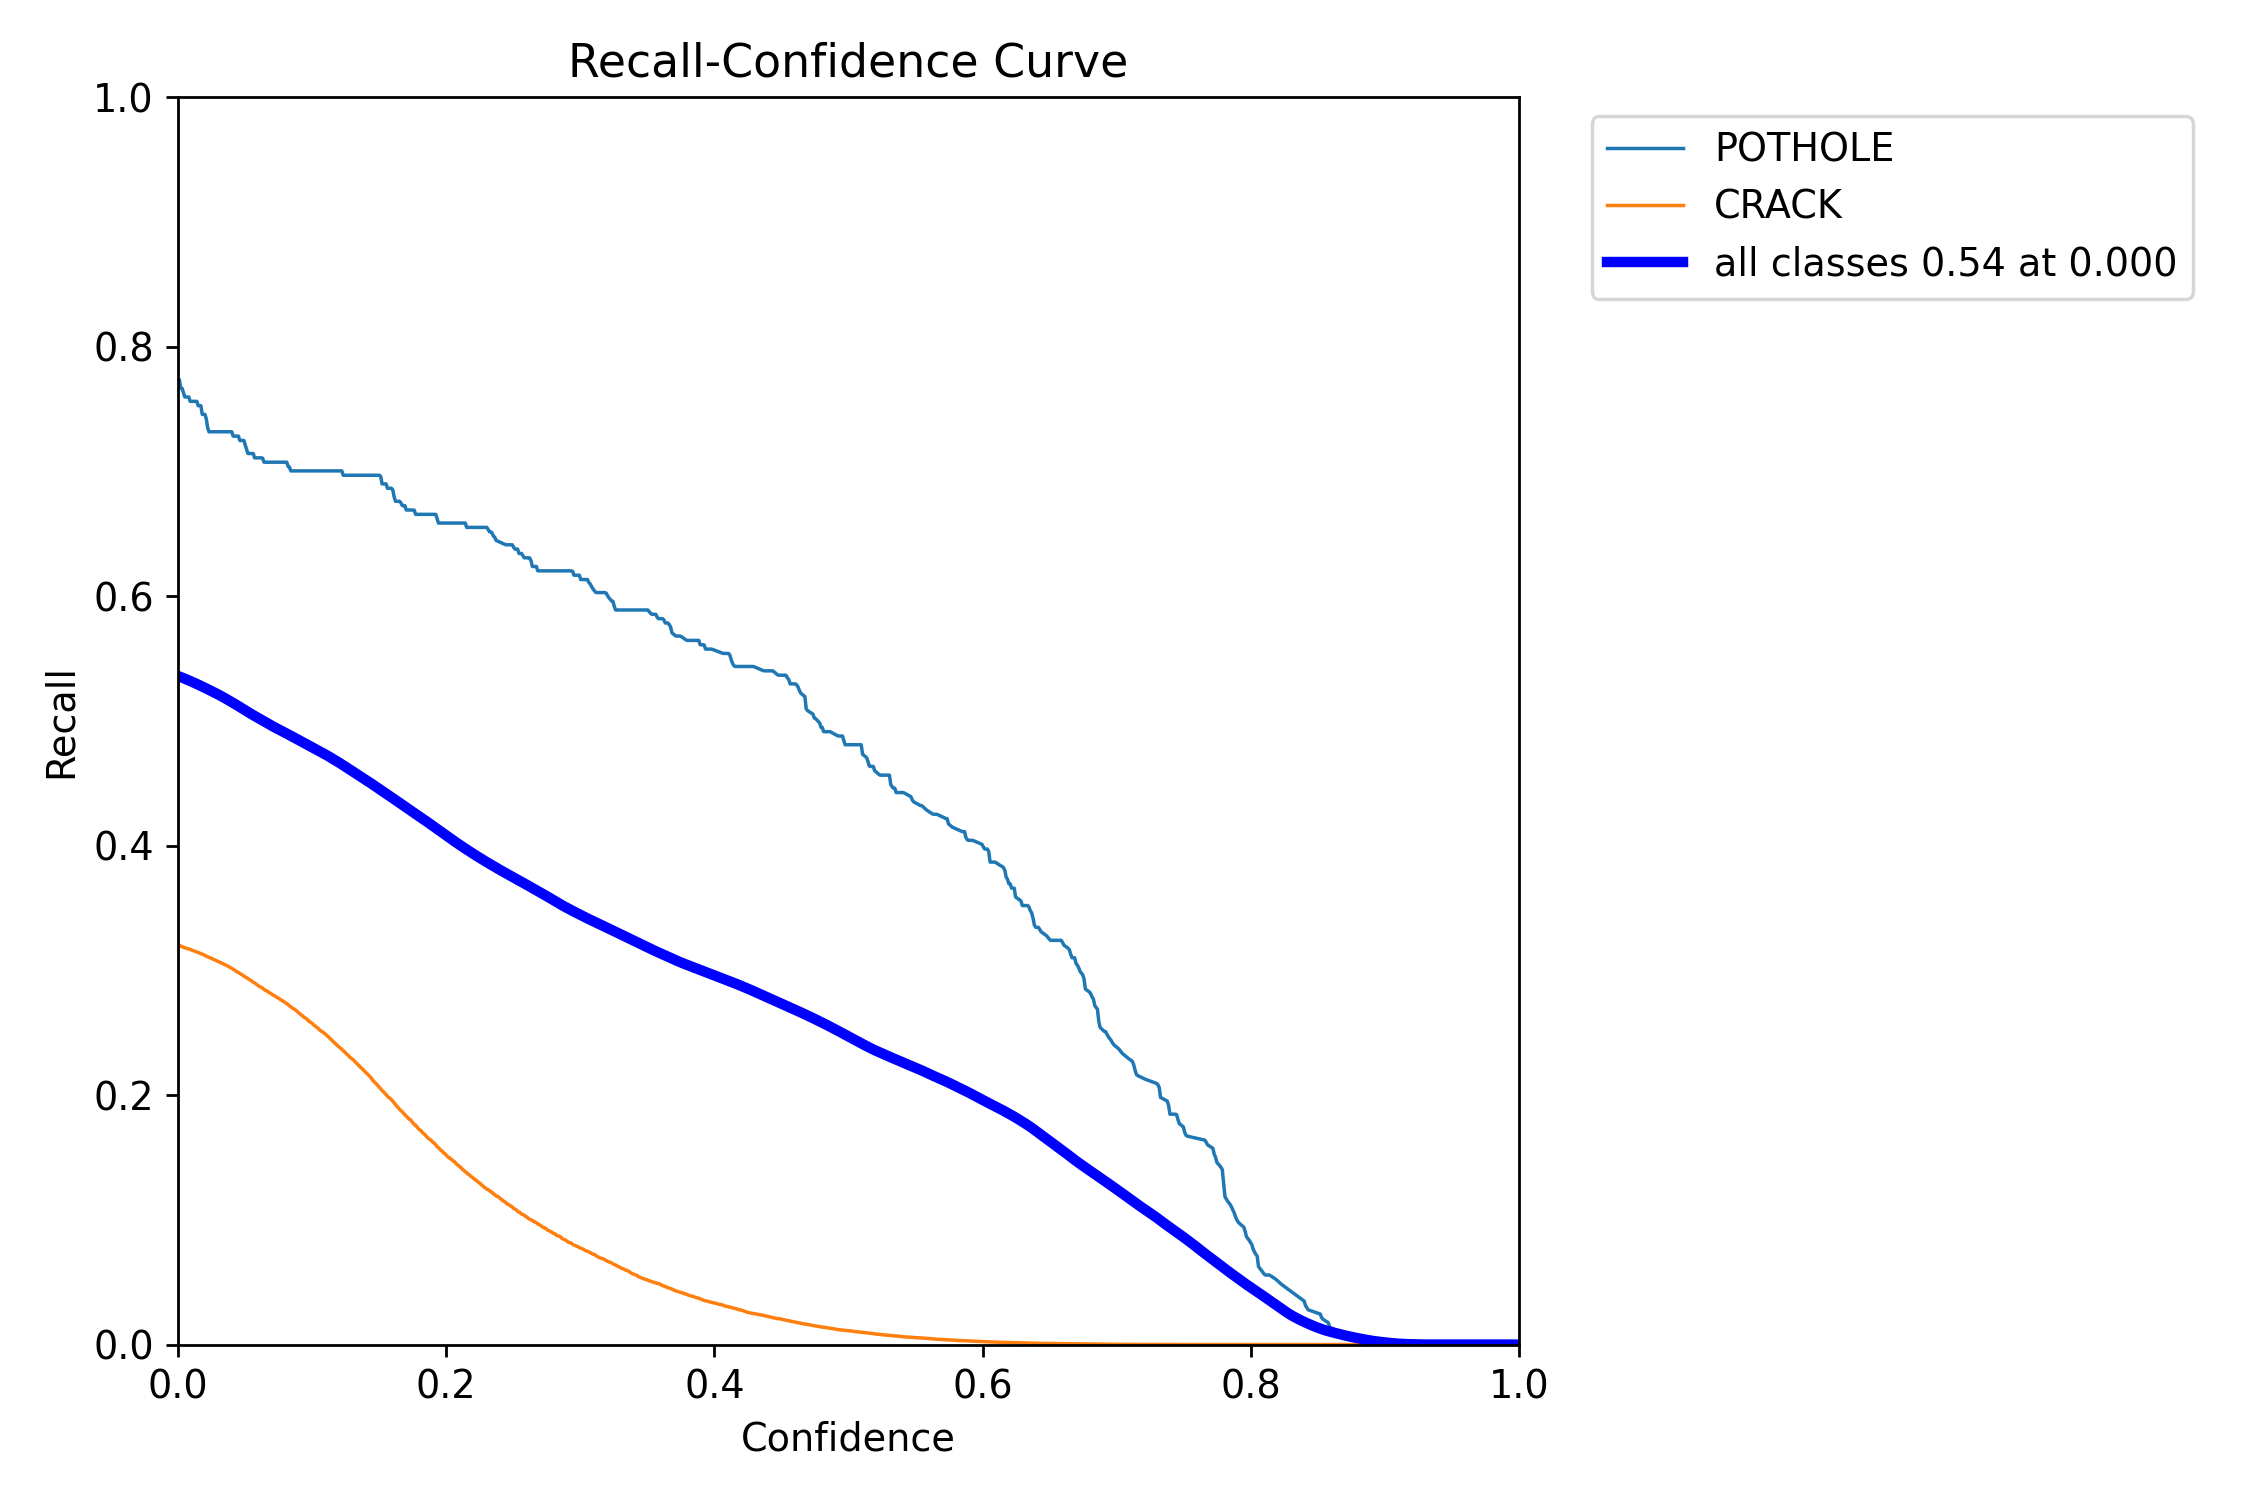 Recall-Confidence Curve
1.0
0.8
0.6
0.4
0.2
0.0
Recall
0.0 0.2 0.4 0.6 0.8 1.0
Confidence
POTHOLE
CRACK
all classes 0.54 at 0.000